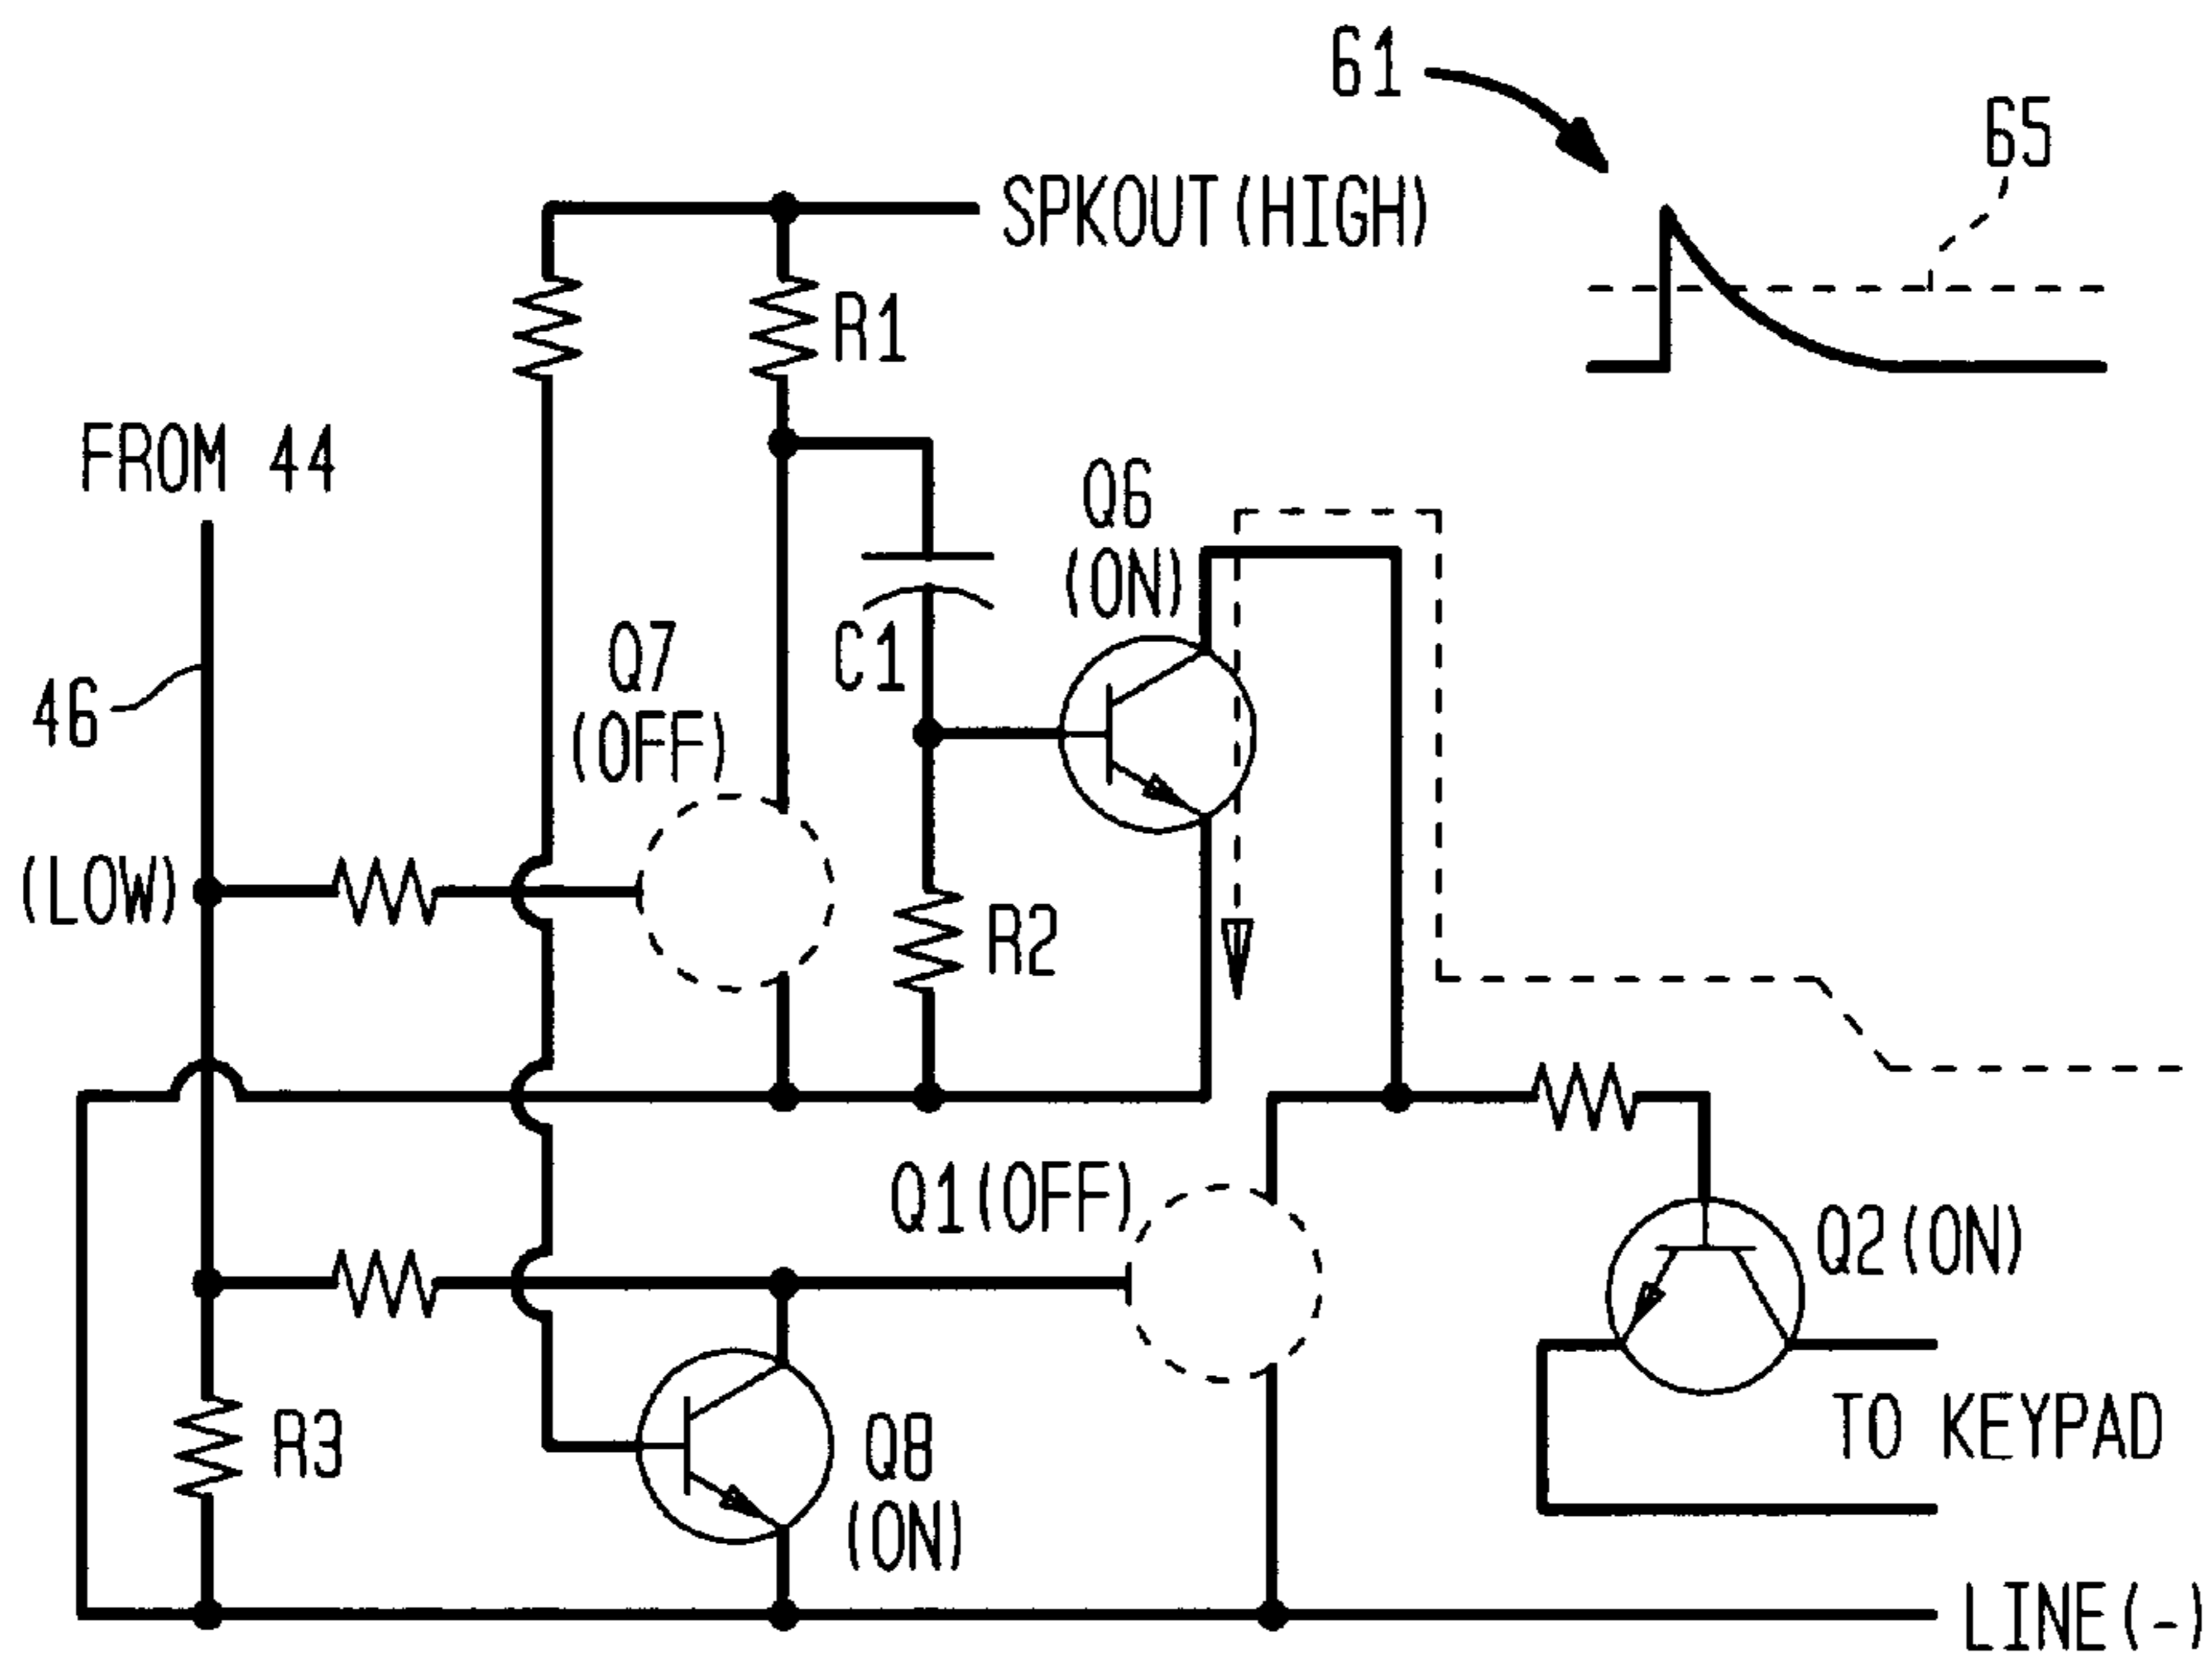 61
65
SPKOUT(HIGH)
R1
FROM 44
Q6
(ON)
Q7
(OFF)
C1
46
(LOW)
R2
Q1(OFF)
Q2(ON)
R3
Q8
(ON)
TO KEYPAD
LINE(-)